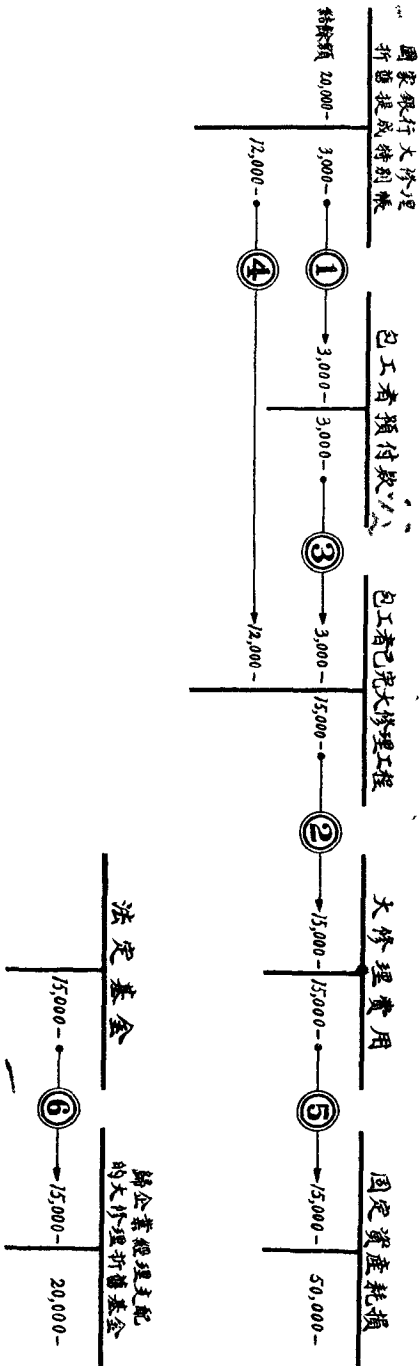 國家銀行大修理
折舊提成特別帳
結餘額 20,000-
3,000-
12,000-
①
④
包工者預付款
3,000-
3,000-
③
包工者已完大修理工程
3,000-
15,000-
12,000-
②
大修理費用
15,000-
15,000-
⑤
固定資產耗損
15,000-
50,000-
法定基金
15,000-
⑥
歸企業經理支配
的大修理折舊基金
15,000-
20,000-